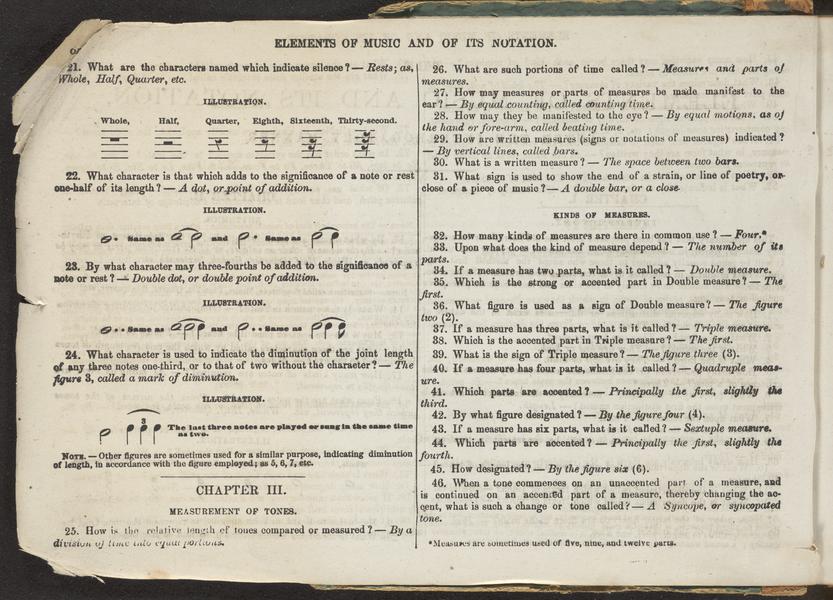 ELEMENTS OF MUSIC AND OF ITS NOTATION.
21. What are the characters named which indicate silence? — Rests; as,
Whole, Half, Quarter, etc.
ILLUSTRATION.
Whole, Half, Quarter, Eighth, Sixteenth, Thirty-second.
22. What character is that which adds to the significance of a note or rest
one-half of its length? — A dot, or point of addition.
ILLUSTRATION.
Same as and Same as
23. By what character may three-fourths be added to the significance of a
note or rest? — Double dot, or double point of addition.
ILLUSTRATION.
Same as and Same as
24. What character is used to indicate the diminution of the joint length
of any three notes one-third, or to that of two without the character? — The
figure 3, called a mark of diminution.
ILLUSTRATION.
3 The last three notes are played or sung in the same time
as two.
NOTE. — Other figures are sometimes used for a similar purpose, indicating diminution
of length, in accordance with the figure employed; as 5, 6, 7, etc.
CHAPTER III.
MEASUREMENT OF TONES.
25. How is the relative length of tones compared or measured? — By a
division of time into equal portions.
26. What are such portions of time called? — Measures and parts of
measures.
27. How may measures or parts of measures be made manifest to the
ear? — By equal counting, called counting time.
28. How may they be manifested to the eye? — By equal motions, as of
the hand or fore-arm, called beating time.
29. How are written measures (signs or notations of measures) indicated?
— By vertical lines, called bars.
30. What is a written measure? — The space between two bars.
31. What sign is used to show the end of a strain, or line of poetry, or
close of a piece of music? — A double bar, or a close
KINDS OF MEASURES.
32. How many kinds of measures are there in common use? — Four.*
33. Upon what does the kind of measure depend? — The number of its
parts.
34. If a measure has two parts, what is it called? — Double measure.
35. Which is the strong or accented part in Double measure? — The
first.
36. What figure is used as a sign of Double measure? — The figure
two (2).
37. If a measure has three parts, what is it called? — Triple measure.
38. Which is the accented part in Triple measure? — The first.
39. What is the sign of Triple measure? — The figure three (3).
40. If a measure has four parts, what is it called? — Quadruple meas-
ure.
41. Which parts are accented? — Principally the first, slightly the
third.
42. By what figure designated? — By the figure four (4).
43. If a measure has six parts, what is it called? — Sextuple measure.
44. Which parts are accented? — Principally the first, slightly the
fourth.
45. How designated? — By the figure six (6).
46. When a tone commences on an unaccented part of a measure, and
is continued on an accented part of a measure, thereby changing the ac-
cent, what is such a change or tone called? — A Syncope, or syncopated
tone.
*Measures are sometimes used of five, nine, and twelve parts.